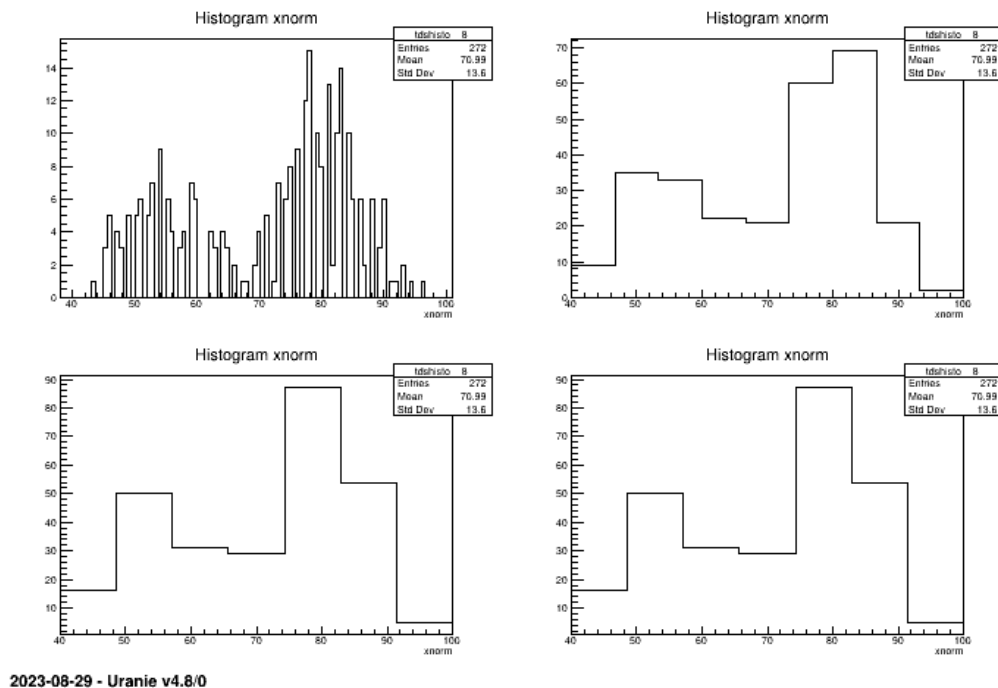 Histogram xnorm
tdshisto 8
Entries 272
Mean 70.99
Std Dev 13.6
14
12
10
8
6
4
2
0
40 50 60 70 80 90 100
xnorm
Histogram xnorm
tdshisto 8
Entries 272
Mean 70.99
Std Dev 13.6
70
60
50
40
30
20
10
0
40 50 60 70 80 90 100
xnorm
Histogram xnorm
tdshisto 8
Entries 272
Mean 70.99
Std Dev 13.6
90
80
70
60
50
40
30
20
10
40 50 60 70 80 90 100
xnorm
Histogram xnorm
tdshisto 8
Entries 272
Mean 70.99
Std Dev 13.6
90
80
70
60
50
40
30
20
10
40 50 60 70 80 90 100
xnorm
2023-08-29 - Uranie v4.8/0